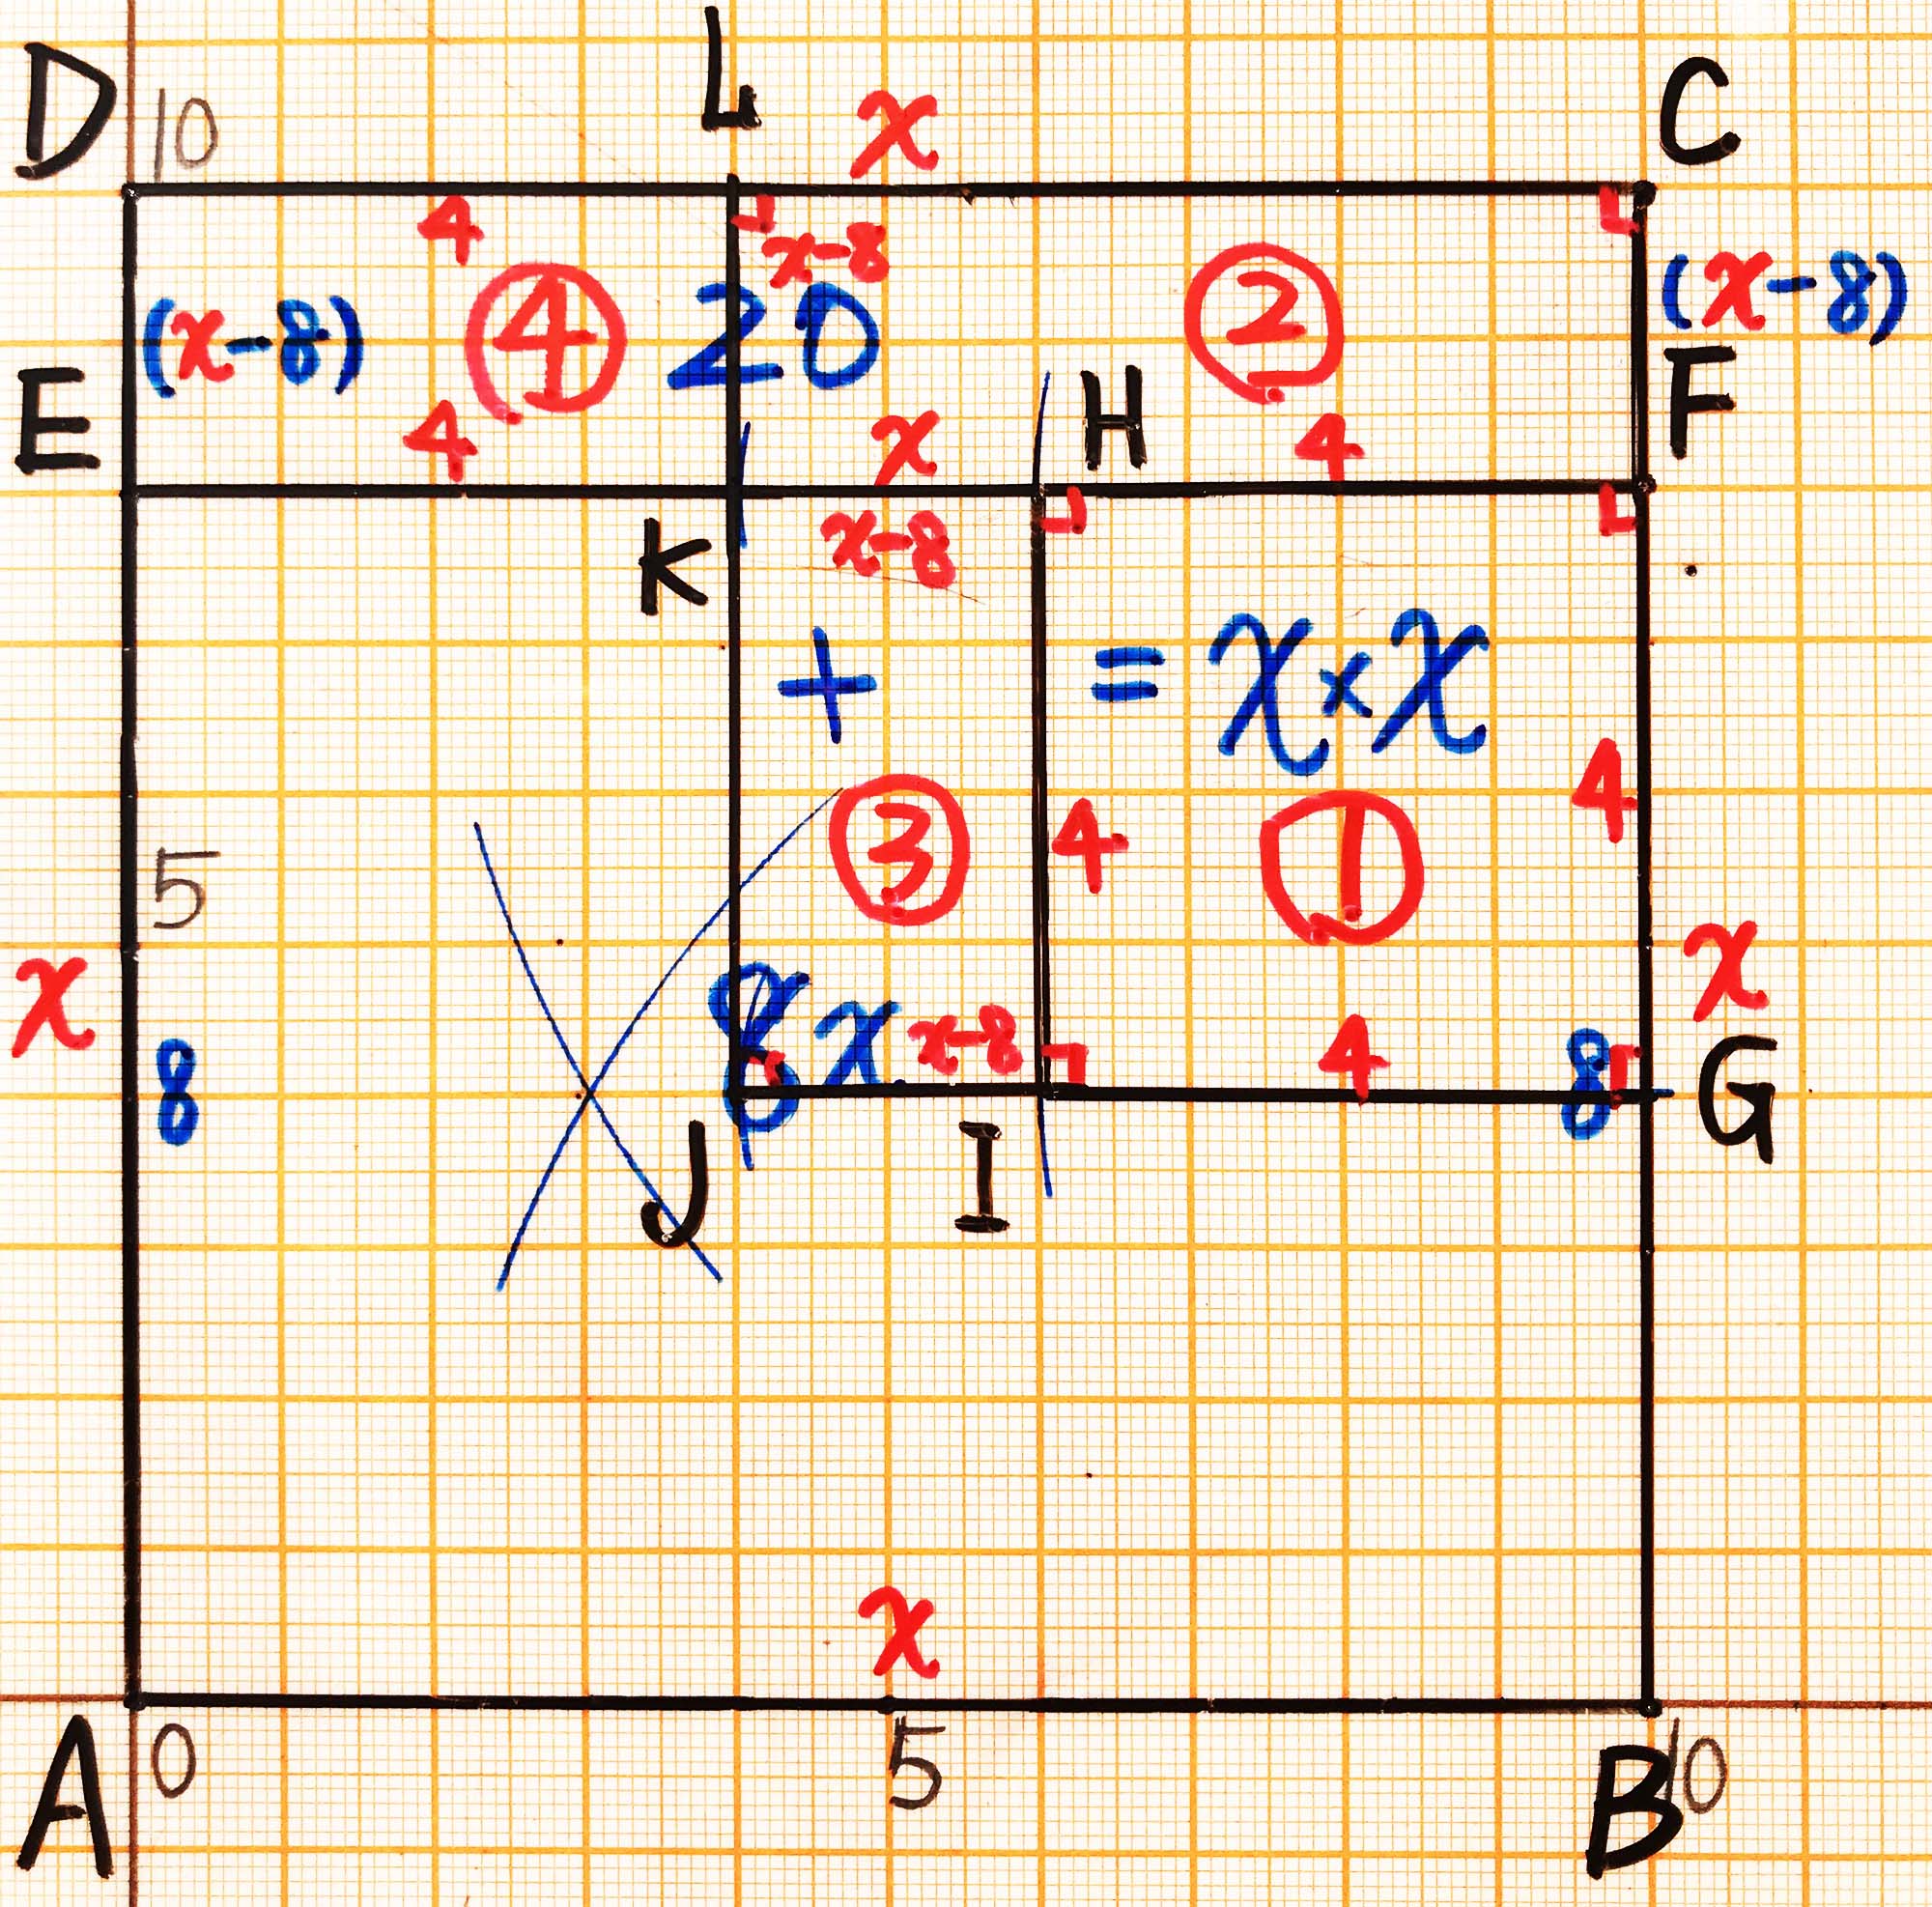 D 10 L x C
4 x-8
(x-8) ④ 20 ② (x-8)
E 4 x H 4 F
K x-8
+ = x×x
③ 4 ① 4
5
x 8 8x x-8 4 8 x G
J I
x
A 0 5 B 10